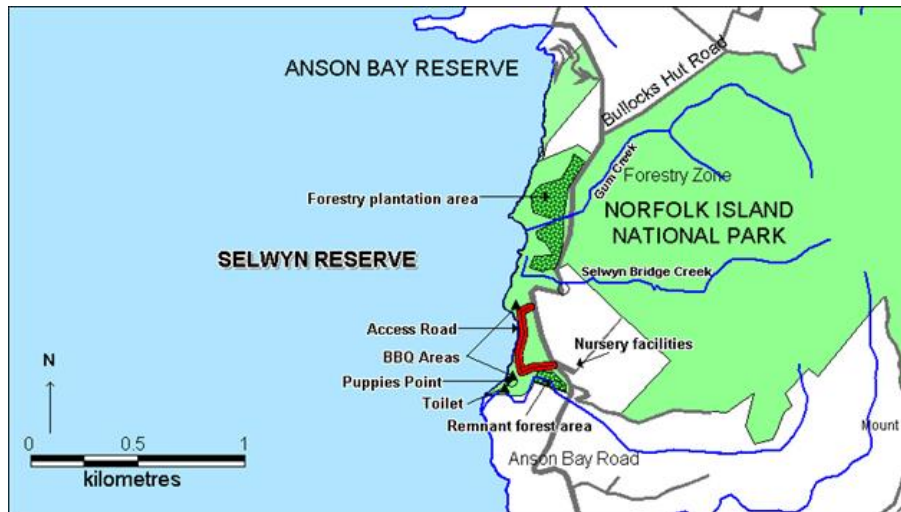 ANSON BAY RESERVE
Bullocks Hut Road
Gum Creek
Forestry Zone
Forestry plantation area
NORFOLK ISLAND
NATIONAL PARK
SELWYN RESERVE
Selwyn Bridge Creek
Access Road
Nursery facilities
BBQ Areas
N
Puppies Point
Toilet
Mount
Remnant forest area
0 0.5 1
Anson Bay Road
kilometres